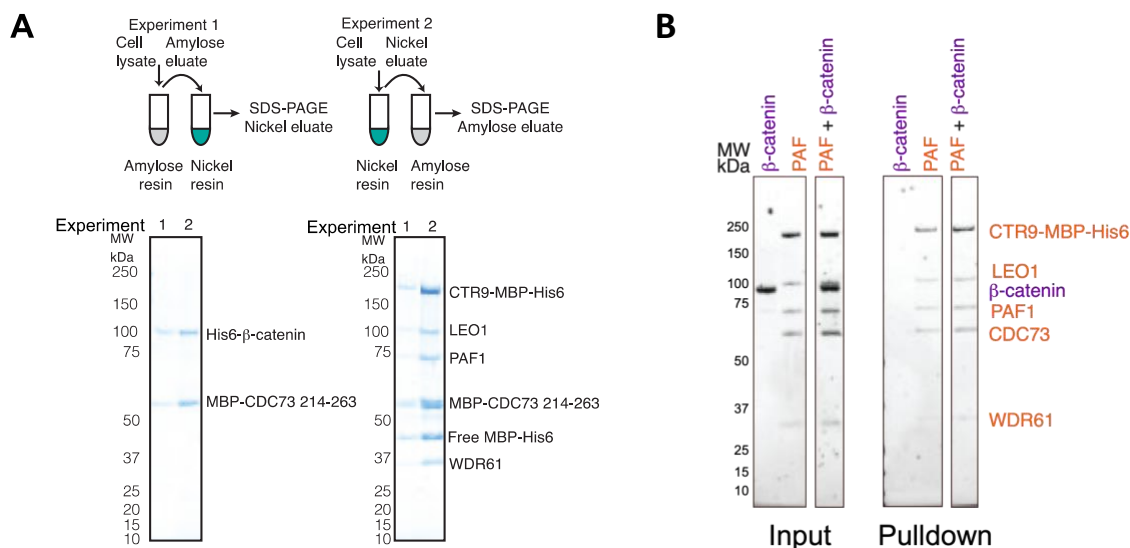 A
Experiment 1
Cell Amylose
lysate eluate
SDS-PAGE
Nickel eluate
Amylose Nickel
resin resin
Experiment 2
Cell Nickel
lysate eluate
SDS-PAGE
Amylose eluate
Nickel Amylose
resin resin
Experiment 1 2
MW
kDa
250
150
100
75
50
37
25
20
15
10
His6-β-catenin
MBP-CDC73 214-263
Experiment 1 2
MW
kDa
250
150
100
75
50
37
25
20
15
10
CTR9-MBP-His6
LEO1
PAF1
MBP-CDC73 214-263
Free MBP-His6
WDR61
B
MW
kDa
β-catenin
PAF
PAF + β-catenin
β-catenin
PAF
PAF + β-catenin
250
150
100
75
50
37
25
15
10
CTR9-MBP-His6
LEO1
β-catenin
PAF1
CDC73
WDR61
Input
Pulldown